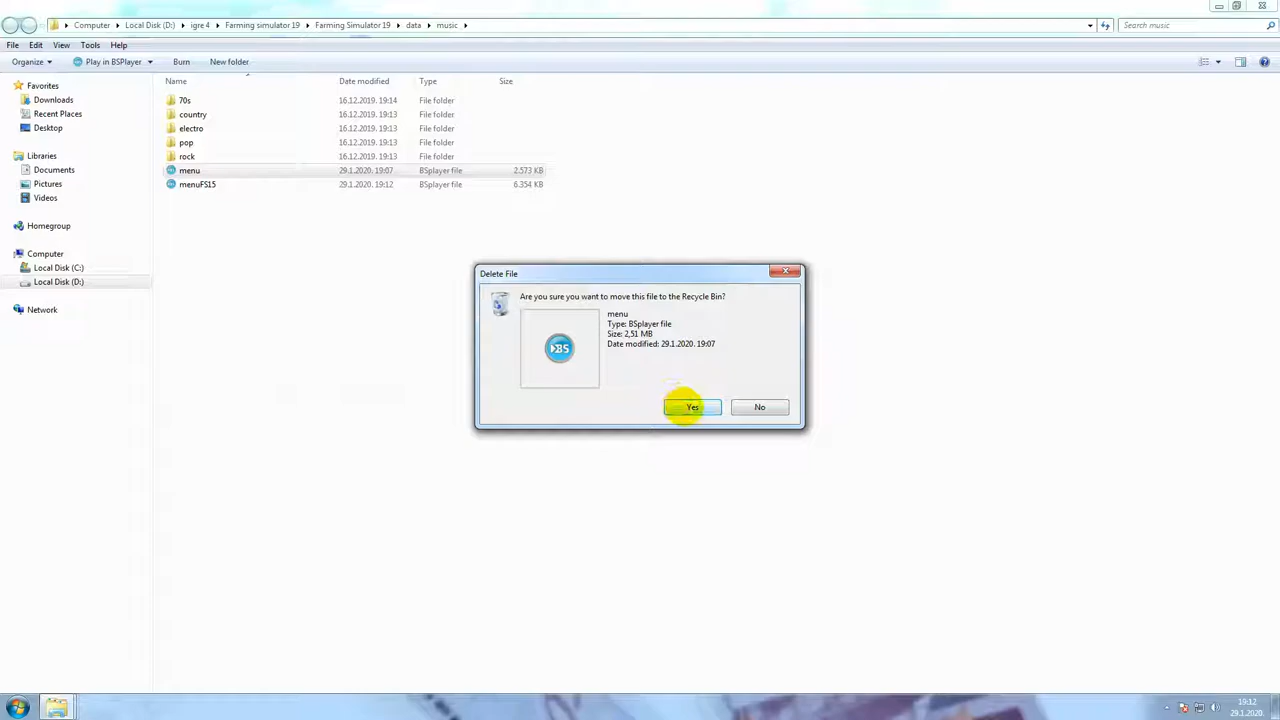 Computer ▸ Local Disk (D:) ▸ igre 4 ▸ Farming simulator 19 ▸ Farming Simulator 19 ▸ data ▸ music ▸
Search music
File Edit View Tools Help
Organize Play in BSPlayer Burn New folder
Name Date modified Type Size
Favorites
Downloads
Recent Places
Desktop
Libraries
Documents
Pictures
Videos
Homegroup
Computer
Local Disk (C:)
Local Disk (D:)
Network
70s 16.12.2019. 19:14 File folder
country 16.12.2019. 19:13 File folder
electro 16.12.2019. 19:13 File folder
pop 16.12.2019. 19:13 File folder
rock 16.12.2019. 19:13 File folder
menu 29.1.2020. 19:07 BSplayer file 2.573 KB
menuFS15 29.1.2020. 19:12 BSplayer file 6.354 KB
Delete File
Are you sure you want to move this file to the Recycle Bin?
BS
menu
Type: BSplayer file
Size: 2,51 MB
Date modified: 29.1.2020. 19:07
Yes No
19:12
29.1.2020.